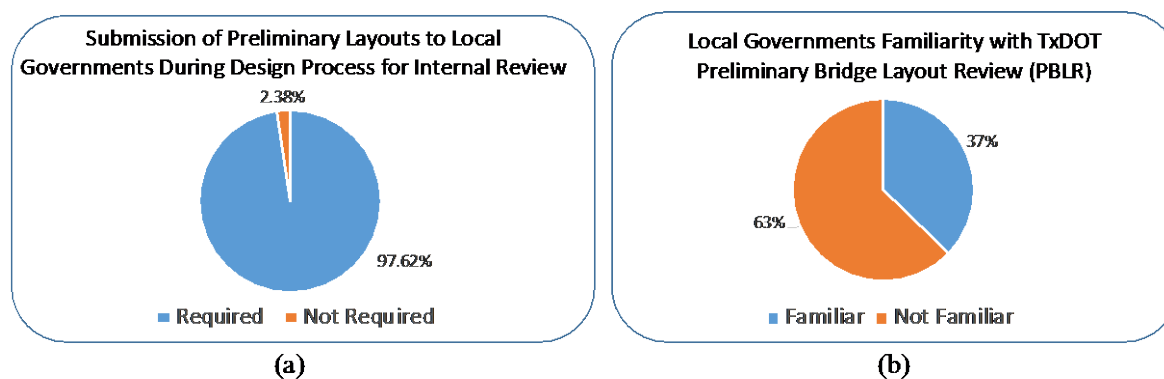 Submission of Preliminary Layouts to Local
Governments During Design Process for Internal Review
2.38%
97.62%
Required Not Required
(a)
Local Governments Familiarity with TxDOT
Preliminary Bridge Layout Review (PBLR)
37%
63%
Familiar Not Familiar
(b)